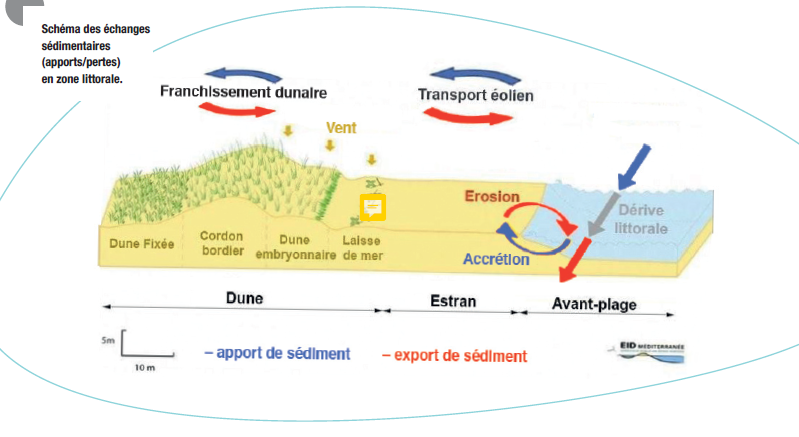 Schéma des échanges
sédimentaires
(apports/pertes)
en zone littorale.
Franchissement dunaire
Transport éolien
Vent
Erosion
Dérive
littorale
Dune Fixée
Cordon
bordier
Dune
embryonnaire
Laisse
de mer
Accrétion
Dune
Estran
Avant-plage
5m
10 m
– apport de sédiment
– export de sédiment
EID MÉDITERRANÉE